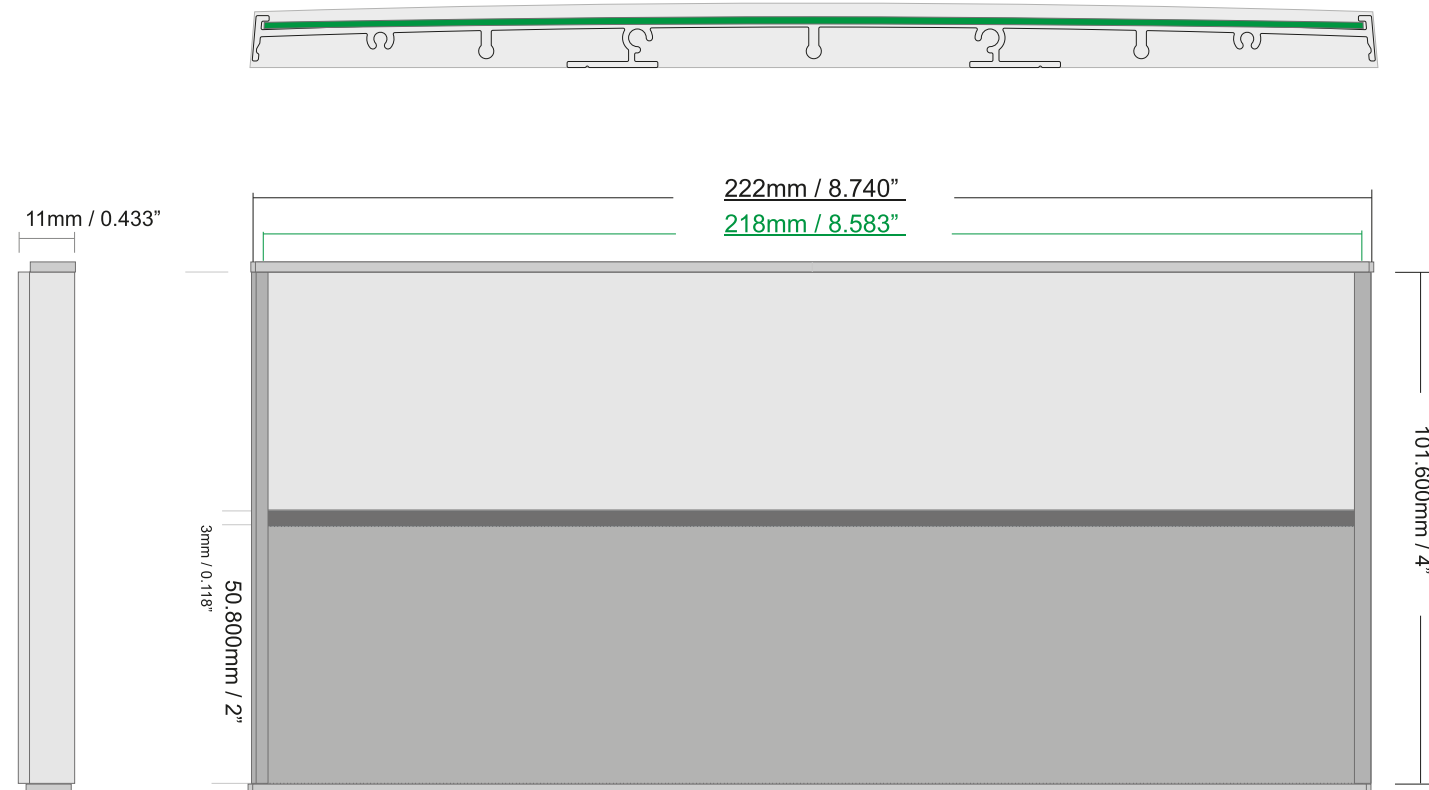 222mm / 8.740”
11mm / 0.433”
218mm / 8.583”
101.600mm / 4”
3mm / 0.118”
50.800mm / 2”